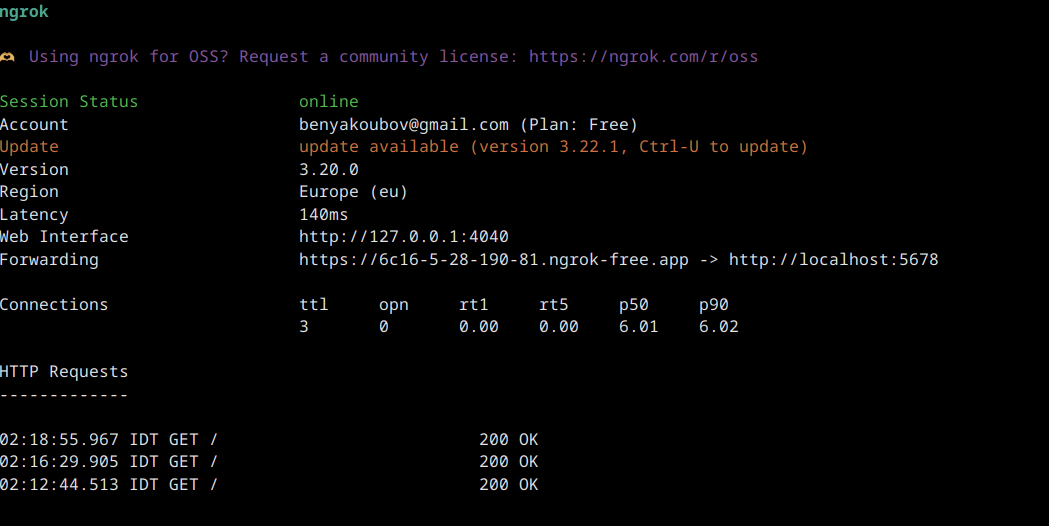 ngrok
🫶 Using ngrok for OSS? Request a community license: https://ngrok.com/r/oss
Session Status online
Account benyakoubov@gmail.com (Plan: Free)
Update update available (version 3.22.1, Ctrl-U to update)
Version 3.20.0
Region Europe (eu)
Latency 140ms
Web Interface http://127.0.0.1:4040
Forwarding https://6c16-5-28-190-81.ngrok-free.app -> http://localhost:5678
Connections ttl opn rt1 rt5 p50 p90
3 0 0.00 0.00 6.01 6.02
HTTP Requests
-------------
02:18:55.967 IDT GET / 200 OK
02:16:29.905 IDT GET / 200 OK
02:12:44.513 IDT GET / 200 OK